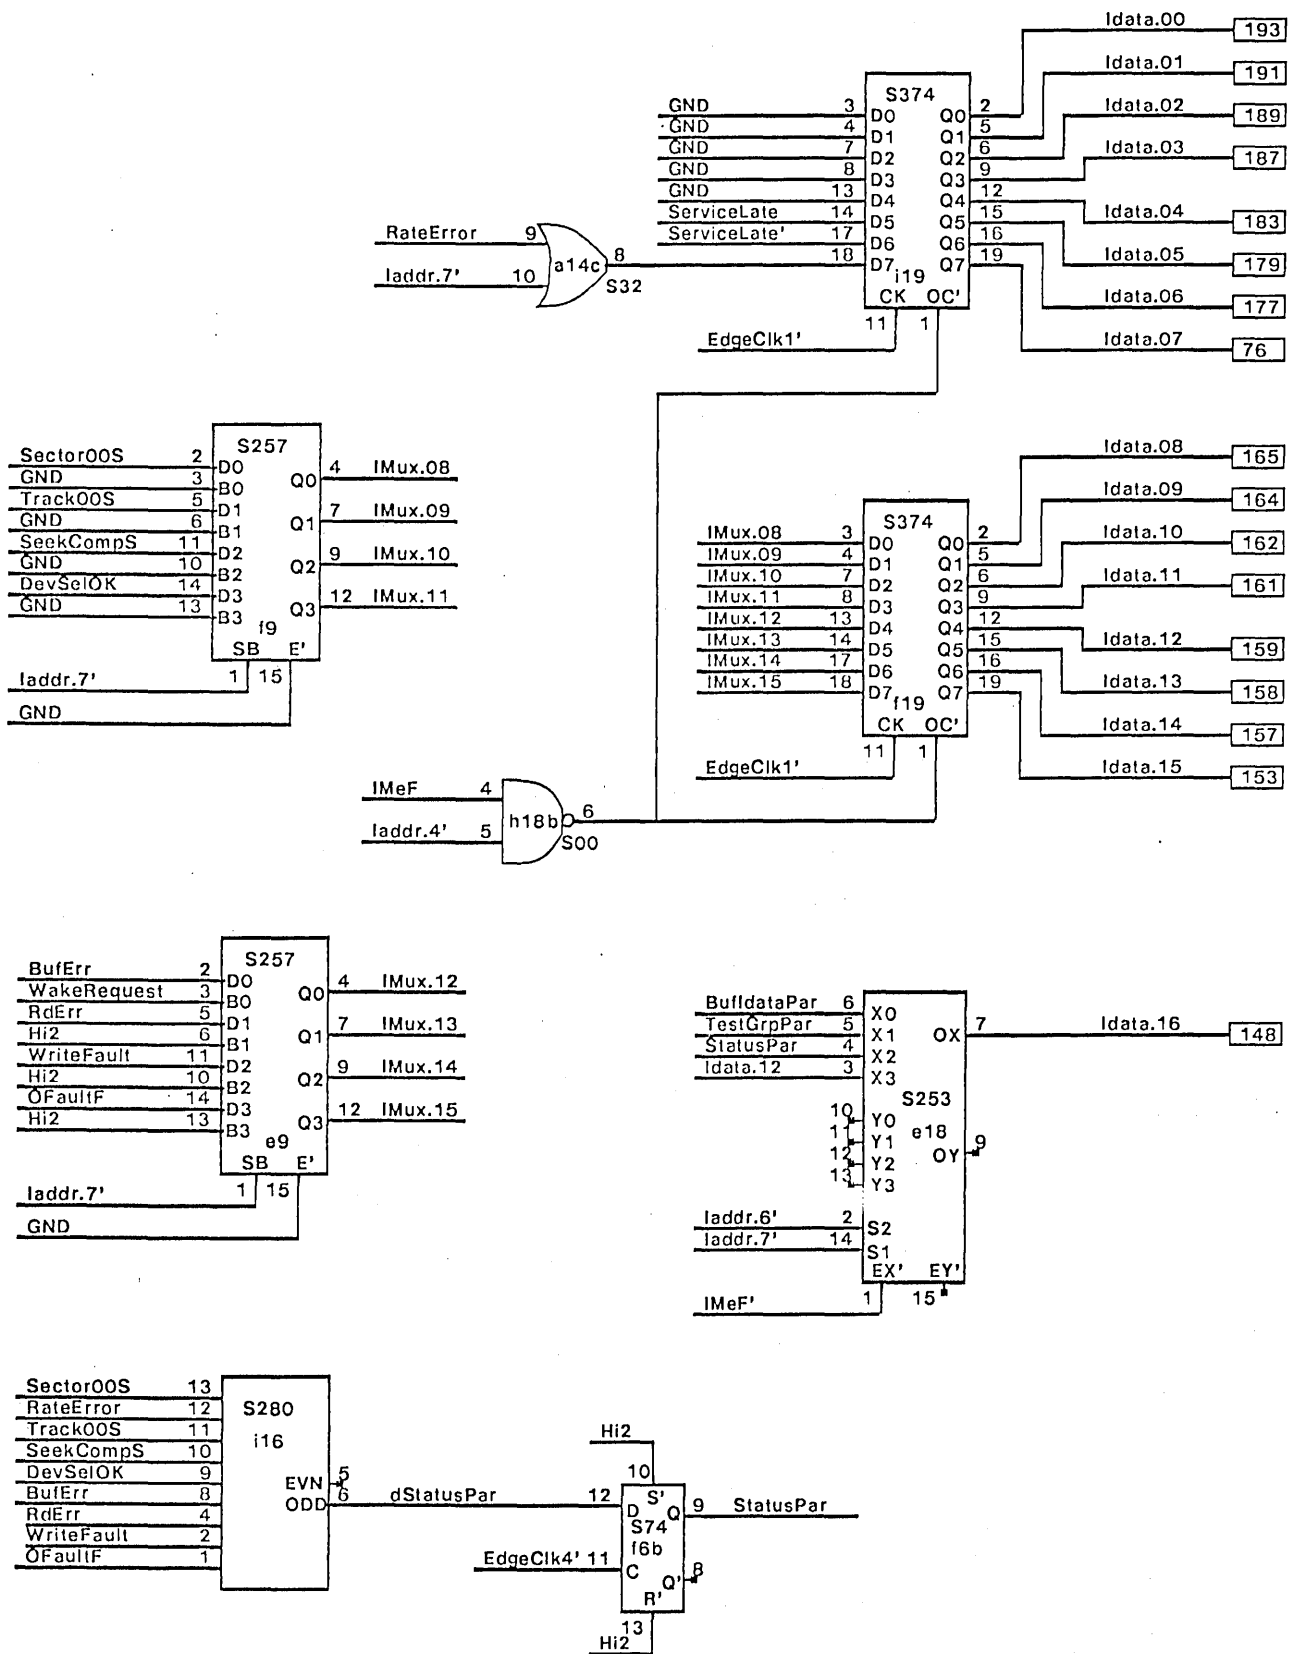 Idata.00 193
Idata.01 191
S374
GND 3 D0 Q0 2 Idata.02 189
GND 4 D1 Q1 5
GND 7 D2 Q2 6 Idata.03 187
GND 8 D3 Q3 9
GND 13 D4 Q4 12 Idata.04 183
ServiceLate 14 D5 Q5 15
ServiceLate' 17 D6 Q6 16 Idata.05 179
RateError 9 a14c 8 18 D7 Q7 19
Iaddr.7' 10 S32 i19
CK OC' Idata.06 177
11 1
EdgeClk1' Idata.07 76
S257
Sector00S 2 D0 Q0 4 IMux.08
GND 3 B0
Track00S 5 D1 Q1 7 IMux.09
GND 6 B1
SeekCompS 11 D2 Q2 9 IMux.10
GND 10 B2
DevSelOK 14 D3 Q3 12 IMux.11
GND 13 B3
f9
SB E'
Iaddr.7' 1 15
GND
Idata.08 165
Idata.09 164
S374
IMux.08 3 D0 Q0 2 Idata.10 162
IMux.09 4 D1 Q1 5
IMux.10 7 D2 Q2 6 Idata.11 161
IMux.11 8 D3 Q3 9
IMux.12 13 D4 Q4 12 Idata.12 159
IMux.13 14 D5 Q5 15
IMux.14 17 D6 Q6 16 Idata.13 158
IMux.15 18 D7 Q7 19
f19
CK OC' Idata.14 157
11 1
EdgeClk1' Idata.15 153
IMeF 4 h18b 6
Iaddr.4' 5 S00
S257
BufErr 2 D0 Q0 4 IMux.12
WakeRequest 3 B0
RdErr 5 D1 Q1 7 IMux.13
Hi2 6 B1
WriteFault 11 D2 Q2 9 IMux.14
Hi2 10 B2
OFaultF 14 D3 Q3 12 IMux.15
Hi2 13 B3
e9
SB E'
Iaddr.7' 1 15
GND
BufIdataPar 6 X0
TestGrpPar 5 X1 OX 7 Idata.16 148
StatusPar 4 X2
Idata.12 3 X3
S253
10 Y0 e18
11 Y1
12 Y2 OY 9
13 Y3
Iaddr.6' 2 S2
Iaddr.7' 14 S1
EX' EY'
IMeF' 1 15
Sector00S 13 S280
RateError 12
Track00S 11 i16
SeekCompS 10
DevSelOK 9 EVN 5
BufErr 8 ODD 6 dStatusPar 12 D Q 9 StatusPar
RdErr 4
WriteFault 2
OFaultF 1
Hi2
10 S'
S74
f6b
EdgeClk4' 11 C Q' 8
R'
13
Hi2